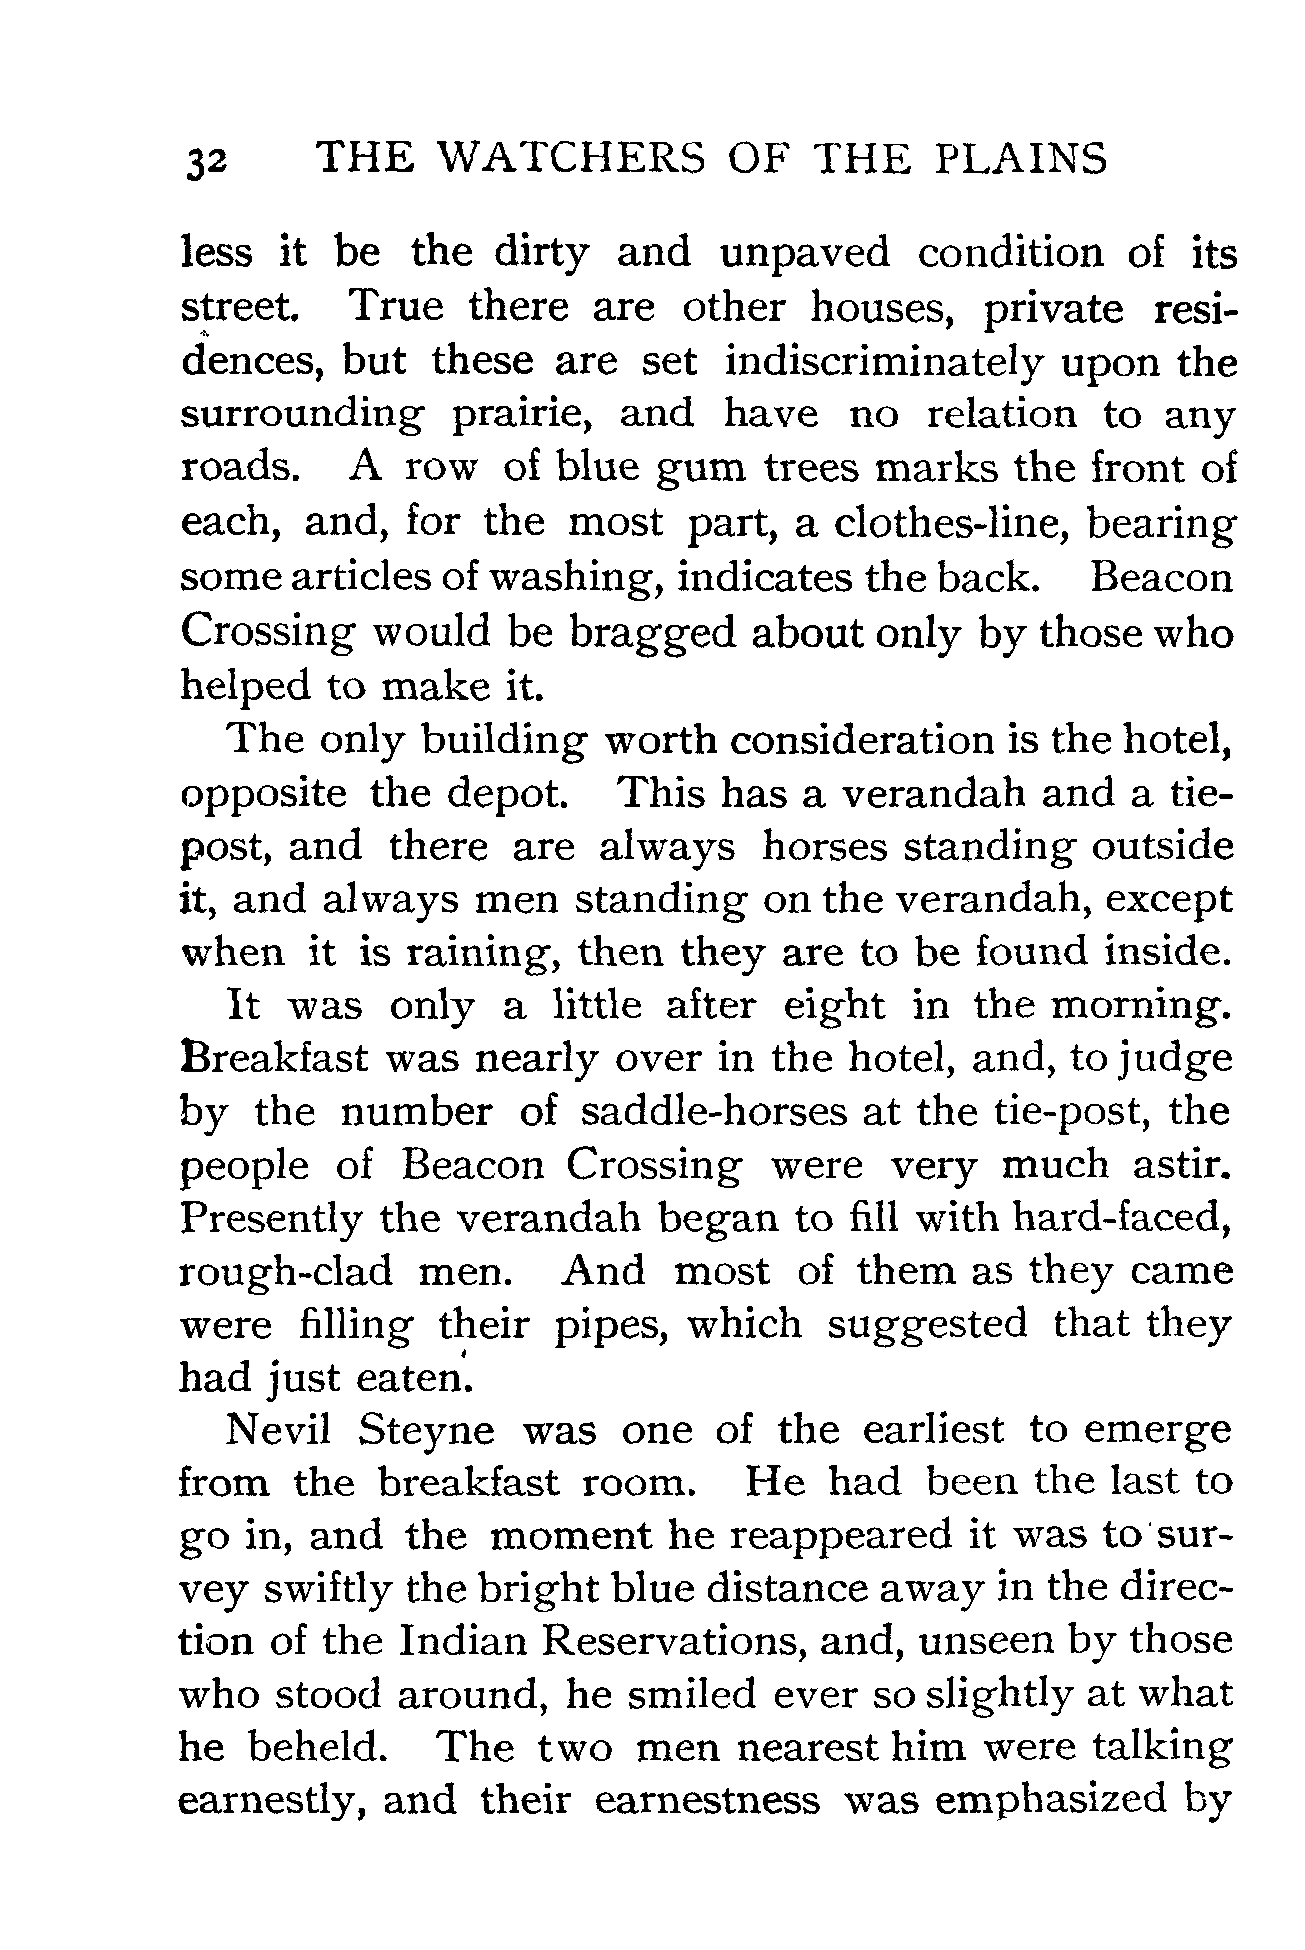 32 THE WATCHERS OF THE PLAINS
less it be the dirty and unpaved condition of its
street. True there are other houses, private resi-
dences, but these are set indiscriminately upon the
surrounding prairie, and have no relation to any
roads. A row of blue gum trees marks the front of
each, and, for the most part, a clothes-line, bearing
some articles of washing, indicates the back. Beacon
Crossing would be bragged about only by those who
helped to make it.
The only building worth consideration is the hotel,
opposite the depot. This has a verandah and a tie-
post, and there are always horses standing outside
it, and always men standing on the verandah, except
when it is raining, then they are to be found inside.
It was only a little after eight in the morning.
Breakfast was nearly over in the hotel, and, to judge
by the number of saddle-horses at the tie-post, the
people of Beacon Crossing were very much astir.
Presently the verandah began to fill with hard-faced,
rough-clad men. And most of them as they came
were filling their pipes, which suggested that they
had just eaten.
Nevil Steyne was one of the earliest to emerge
from the breakfast room. He had been the last to
go in, and the moment he reappeared it was to sur-
vey swiftly the bright blue distance away in the direc-
tion of the Indian Reservations, and, unseen by those
who stood around, he smiled ever so slightly at what
he beheld. The two men nearest him were talking
earnestly, and their earnestness was emphasized by